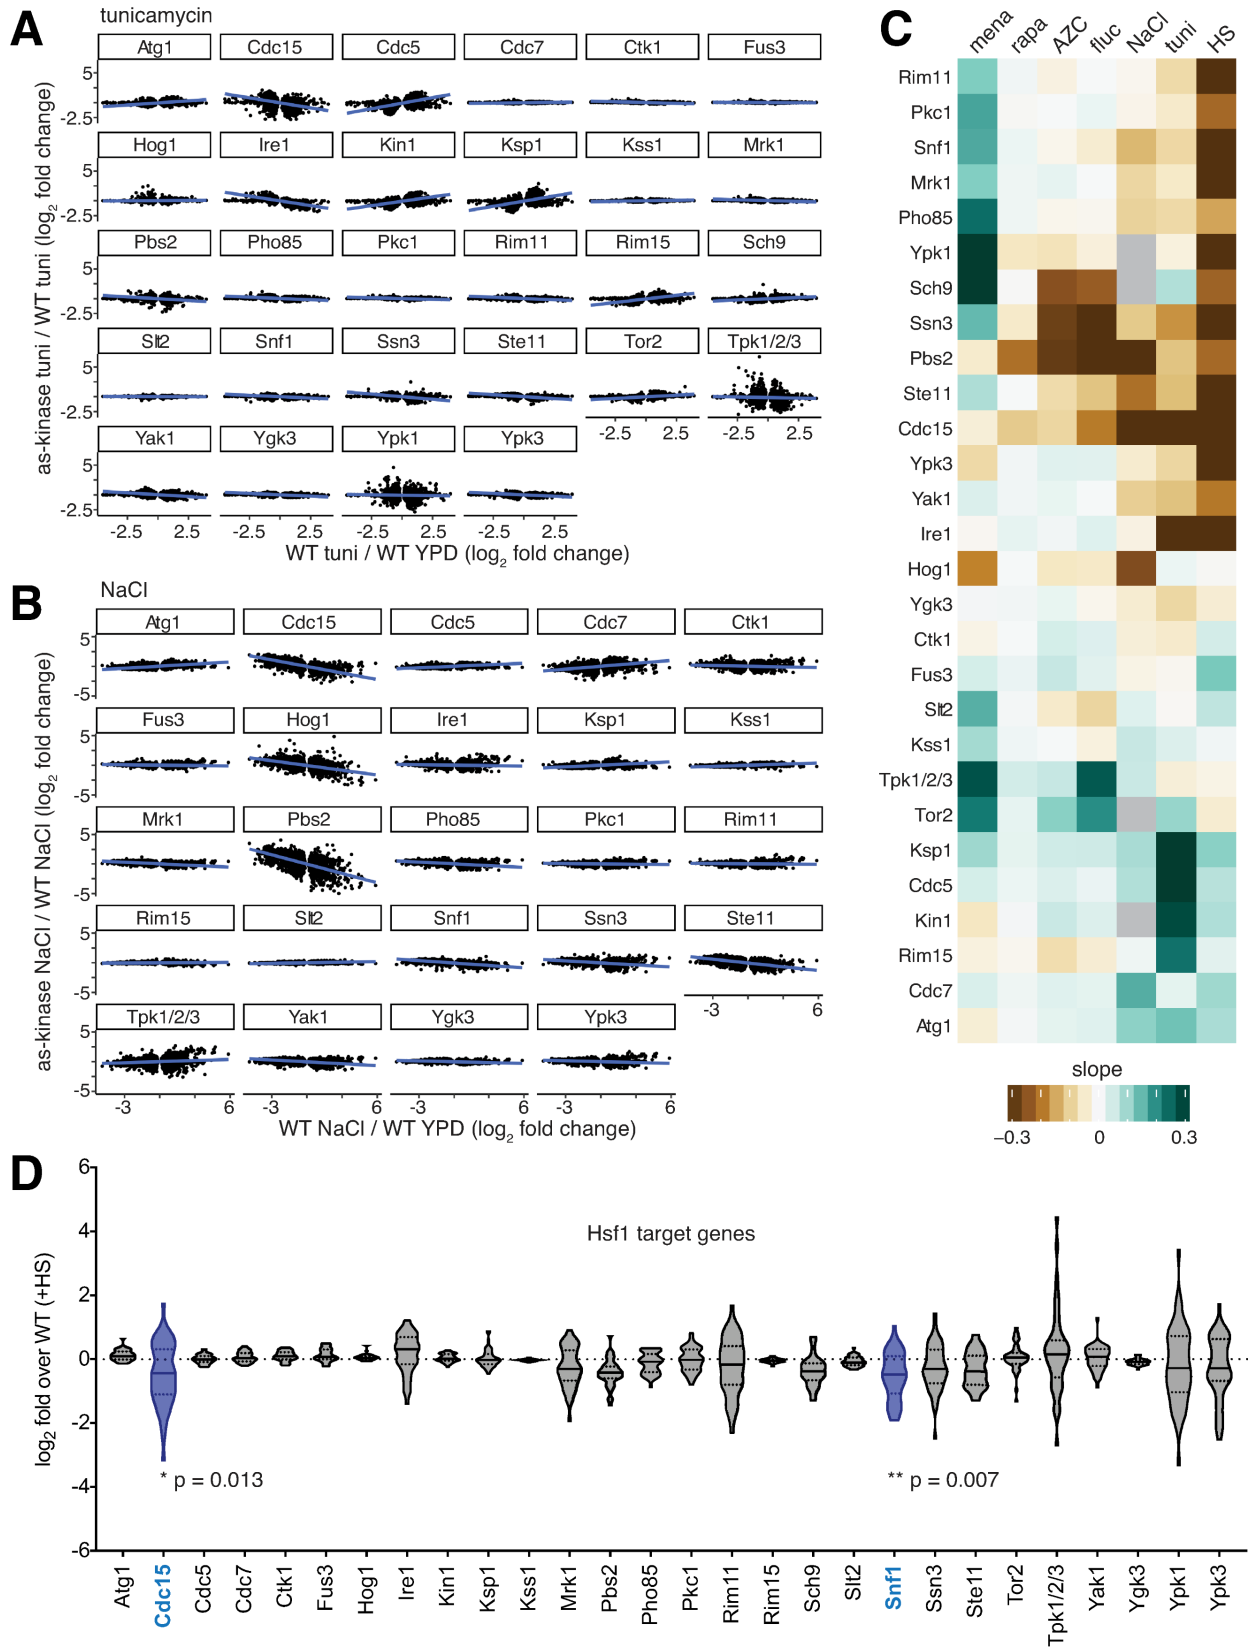 A
tunicamycin
Atg1 Cdc15 Cdc5 Cdc7 Ctk1 Fus3
5
-2.5
Hog1 Ire1 Kin1 Ksp1 Kss1 Mrk1
5
-2.5
Pbs2 Pho85 Pkc1 Rim11 Rim15 Sch9
5
-2.5
Slt2 Snf1 Ssn3 Ste11 Tor2 Tpk1/2/3
5
-2.5
-2.5 2.5 -2.5 2.5
Yak1 Ygk3 Ypk1 Ypk3
5
-2.5
-2.5 2.5 -2.5 2.5 -2.5 2.5 -2.5 2.5
WT tuni / WT YPD (log2 fold change)
as-kinase tuni / WT tuni (log2 fold change)
B
NaCl
Atg1 Cdc15 Cdc5 Cdc7 Ctk1
5
-5
Fus3 Hog1 Ire1 Ksp1 Kss1
5
-5
Mrk1 Pbs2 Pho85 Pkc1 Rim11
5
-5
Rim15 Slt2 Snf1 Ssn3 Ste11
5
-5
-3 6
Tpk1/2/3 Yak1 Ygk3 Ypk3
5
-5
-3 6 -3 6 -3 6 -3 6
WT NaCl / WT YPD (log2 fold change)
as-kinase NaCl / WT NaCl (log2 fold change)
C
mena rapa AZC fluc NaCl tuni HS
Rim11
Pkc1
Snf1
Mrk1
Pho85
Ypk1
Sch9
Ssn3
Pbs2
Ste11
Cdc15
Ypk3
Yak1
Ire1
Hog1
Ygk3
Ctk1
Fus3
Slt2
Kss1
Tpk1/2/3
Tor2
Ksp1
Cdc5
Kin1
Rim15
Cdc7
Atg1
slope
−0.3 0 0.3
D
Hsf1 target genes
log2 fold over WT (+HS)
6
4
2
0
-2
-4
-6
* p = 0.013
** p = 0.007
Atg1 Cdc15 Cdc5 Cdc7 Ctk1 Fus3 Hog1 Ire1 Kin1 Ksp1 Kss1 Mrk1 Pbs2 Pho85 Pkc1 Rim11 Rim15 Sch9 Slt2 Snf1 Ssn3 Ste11 Tor2 Tpk1/2/3 Yak1 Ygk3 Ypk1 Ypk3